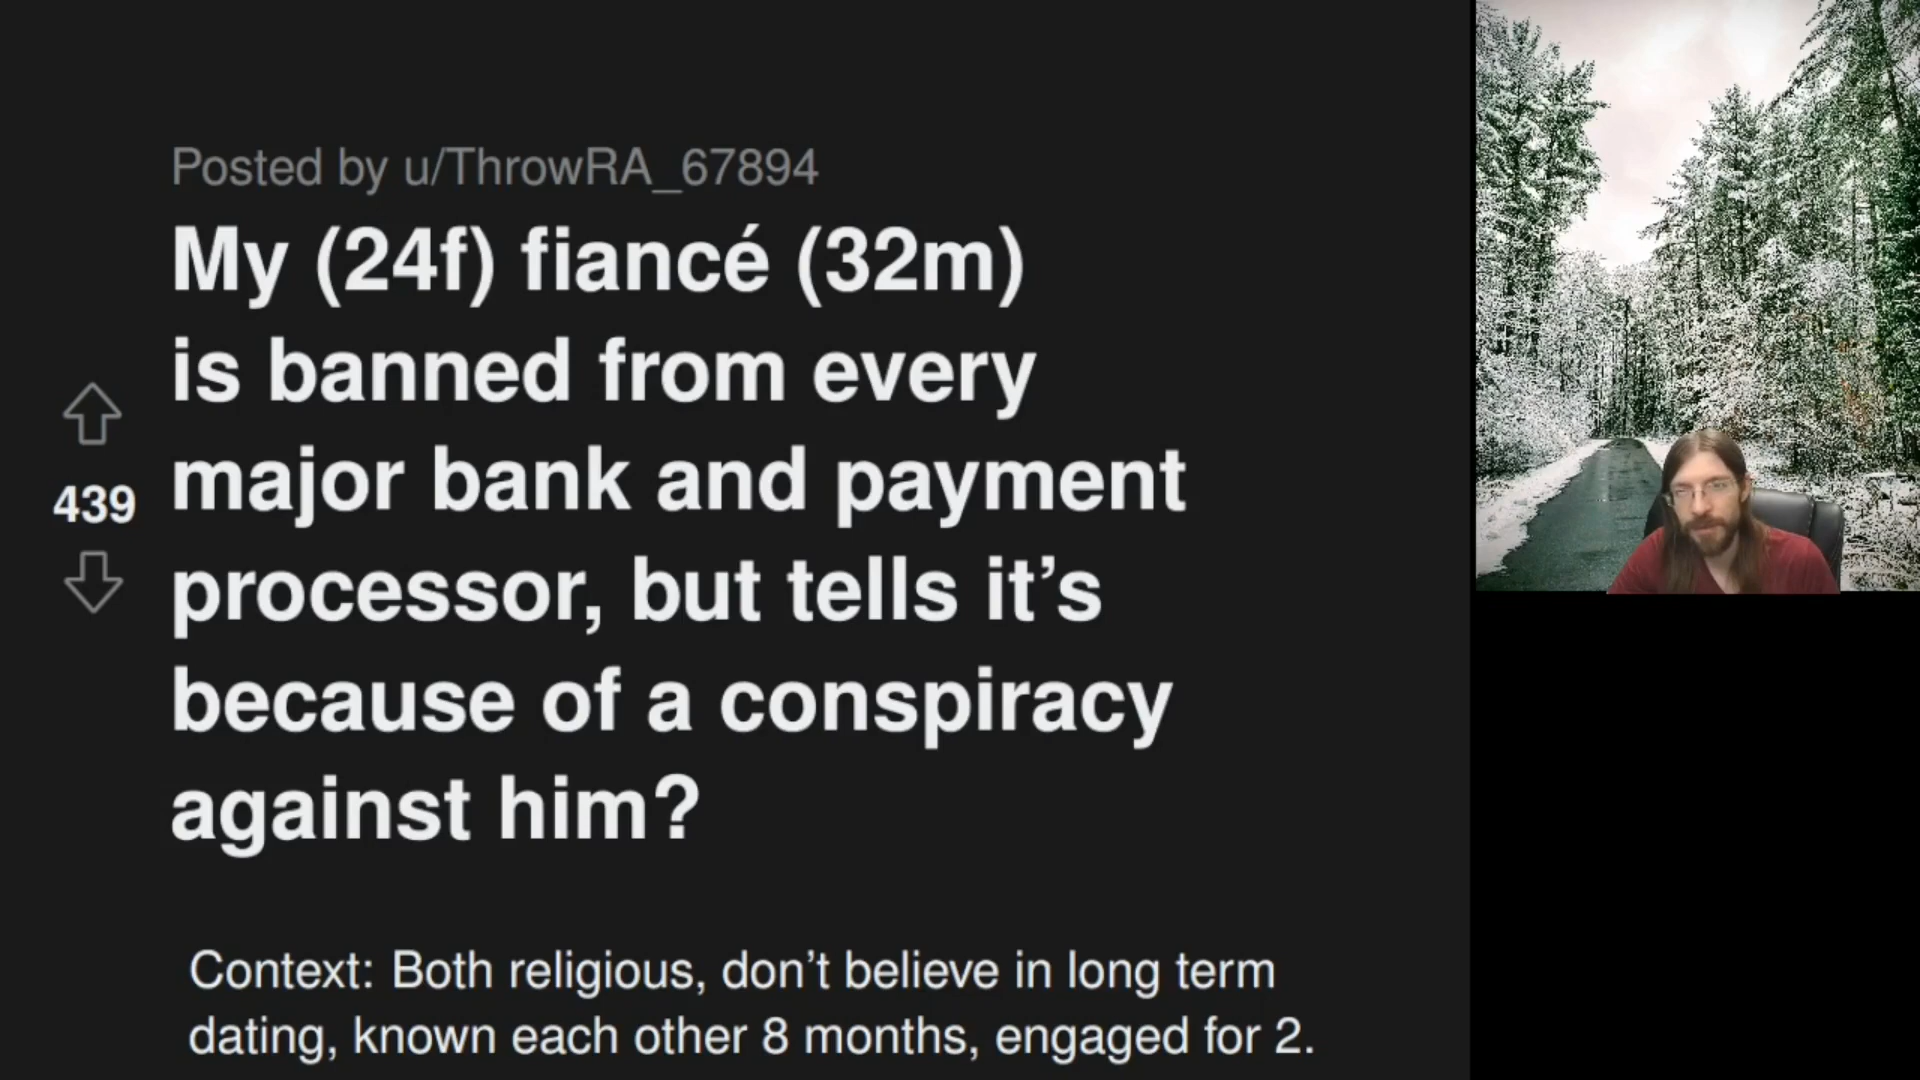 Posted by u/ThrowRA_67894
My (24f) fiancé (32m)
is banned from every
major bank and payment
processor, but tells it’s
because of a conspiracy
against him?
439
Context: Both religious, don’t believe in long term
dating, known each other 8 months, engaged for 2.